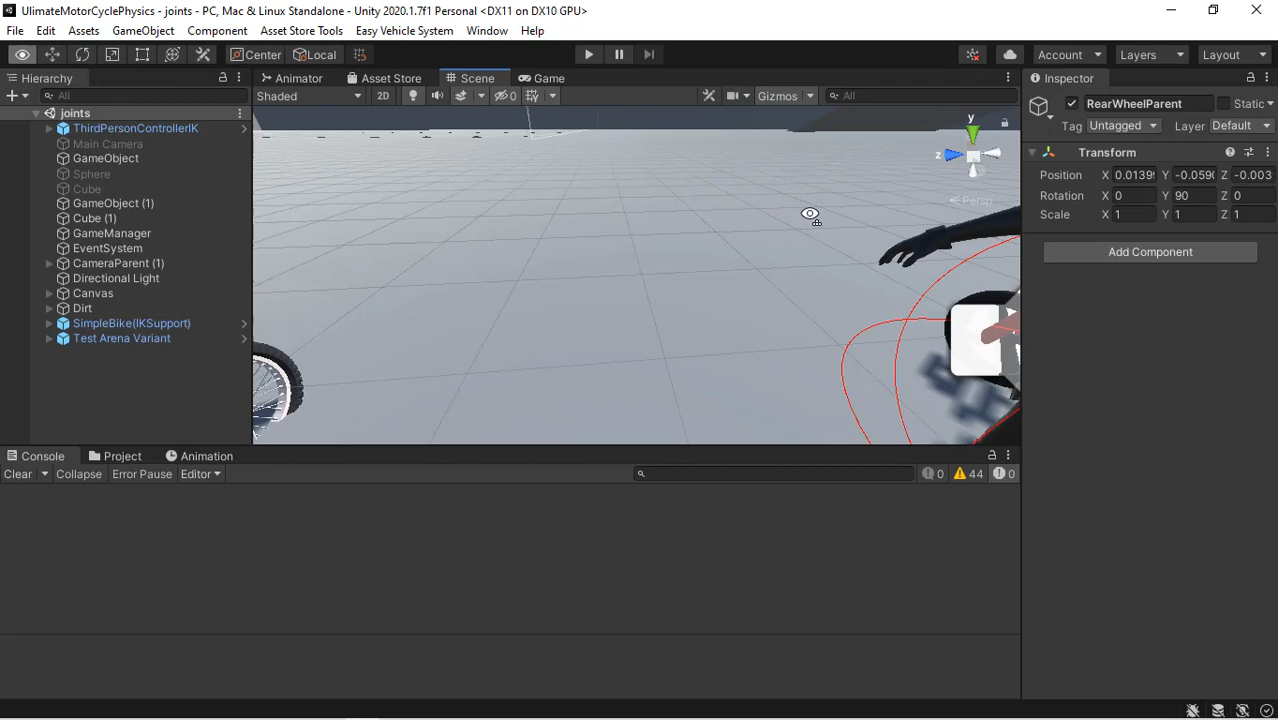 UlimateMotorCyclePhysics - joints - PC, Mac & Linux Standalone - Unity 2020.1.7f1 Personal <DX11 on DX10 GPU>
File Edit Assets GameObject Component Asset Store Tools Easy Vehicle System Window Help
Center Local Account Layers Layout
Hierarchy
All
joints
ThirdPersonControllerIK
Main Camera
GameObject
Sphere
Cube
GameObject (1)
Cube (1)
GameManager
EventSystem
CameraParent (1)
Directional Light
Canvas
Dirt
SimpleBike(IKSupport)
Test Arena Variant
Animator Asset Store Scene Game
Shaded 2D 0 Gizmos All
y
z
Persp
Inspector
RearWheelParent Static
Tag Untagged Layer Default
Transform
Position X 0.0139 Y -0.059 Z -0.003
Rotation X 0 Y 90 Z 0
Scale X 1 Y 1 Z 1
Add Component
Console Project Animation
Clear Collapse Error Pause Editor 0 44 0